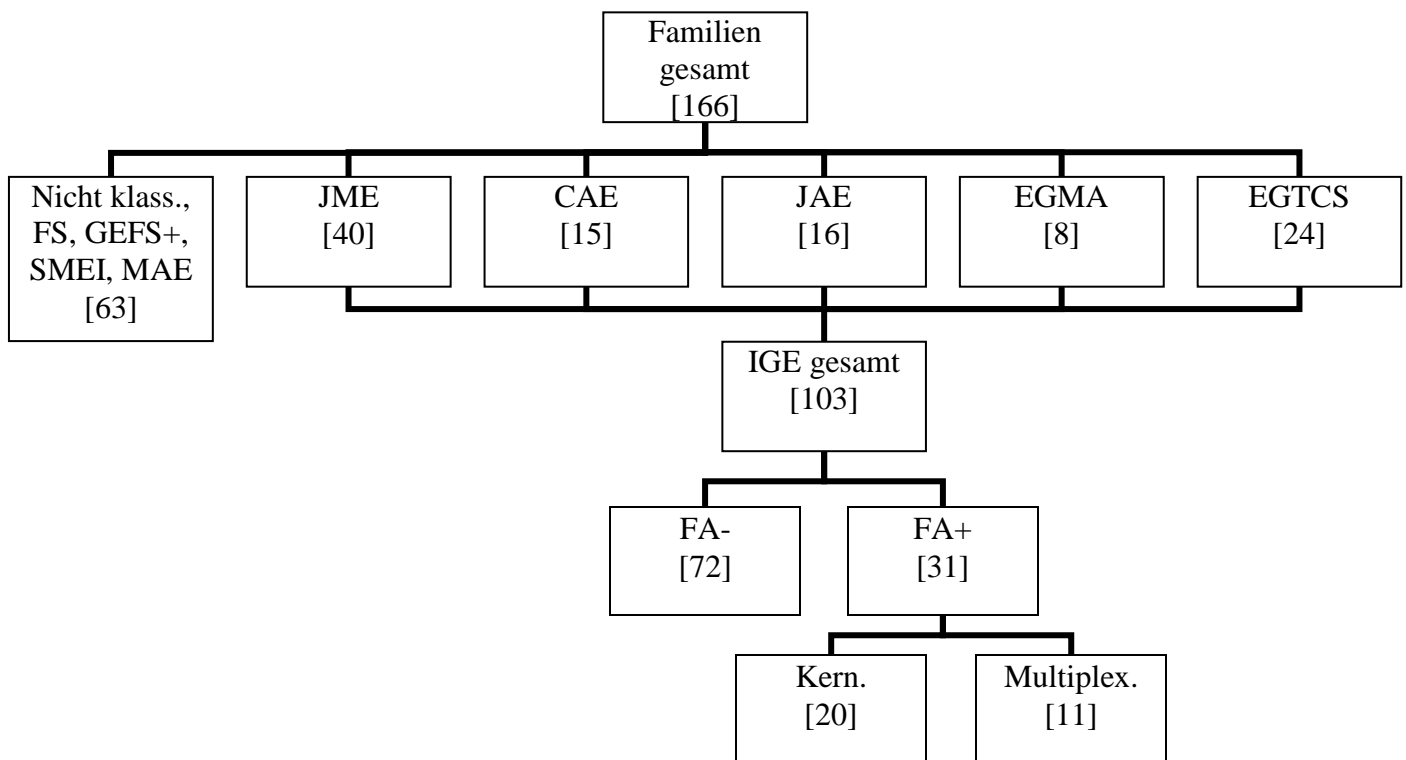 Familien
gesamt
[166]
Nicht klass.,
FS, GEFS+,
SMEI, MAE
[63]
JME
[40]
CAE
[15]
JAE
[16]
EGMA
[8]
EGTCS
[24]
IGE gesamt
[103]
FA-
[72]
FA+
[31]
Kern.
[20]
Multiplex.
[11]